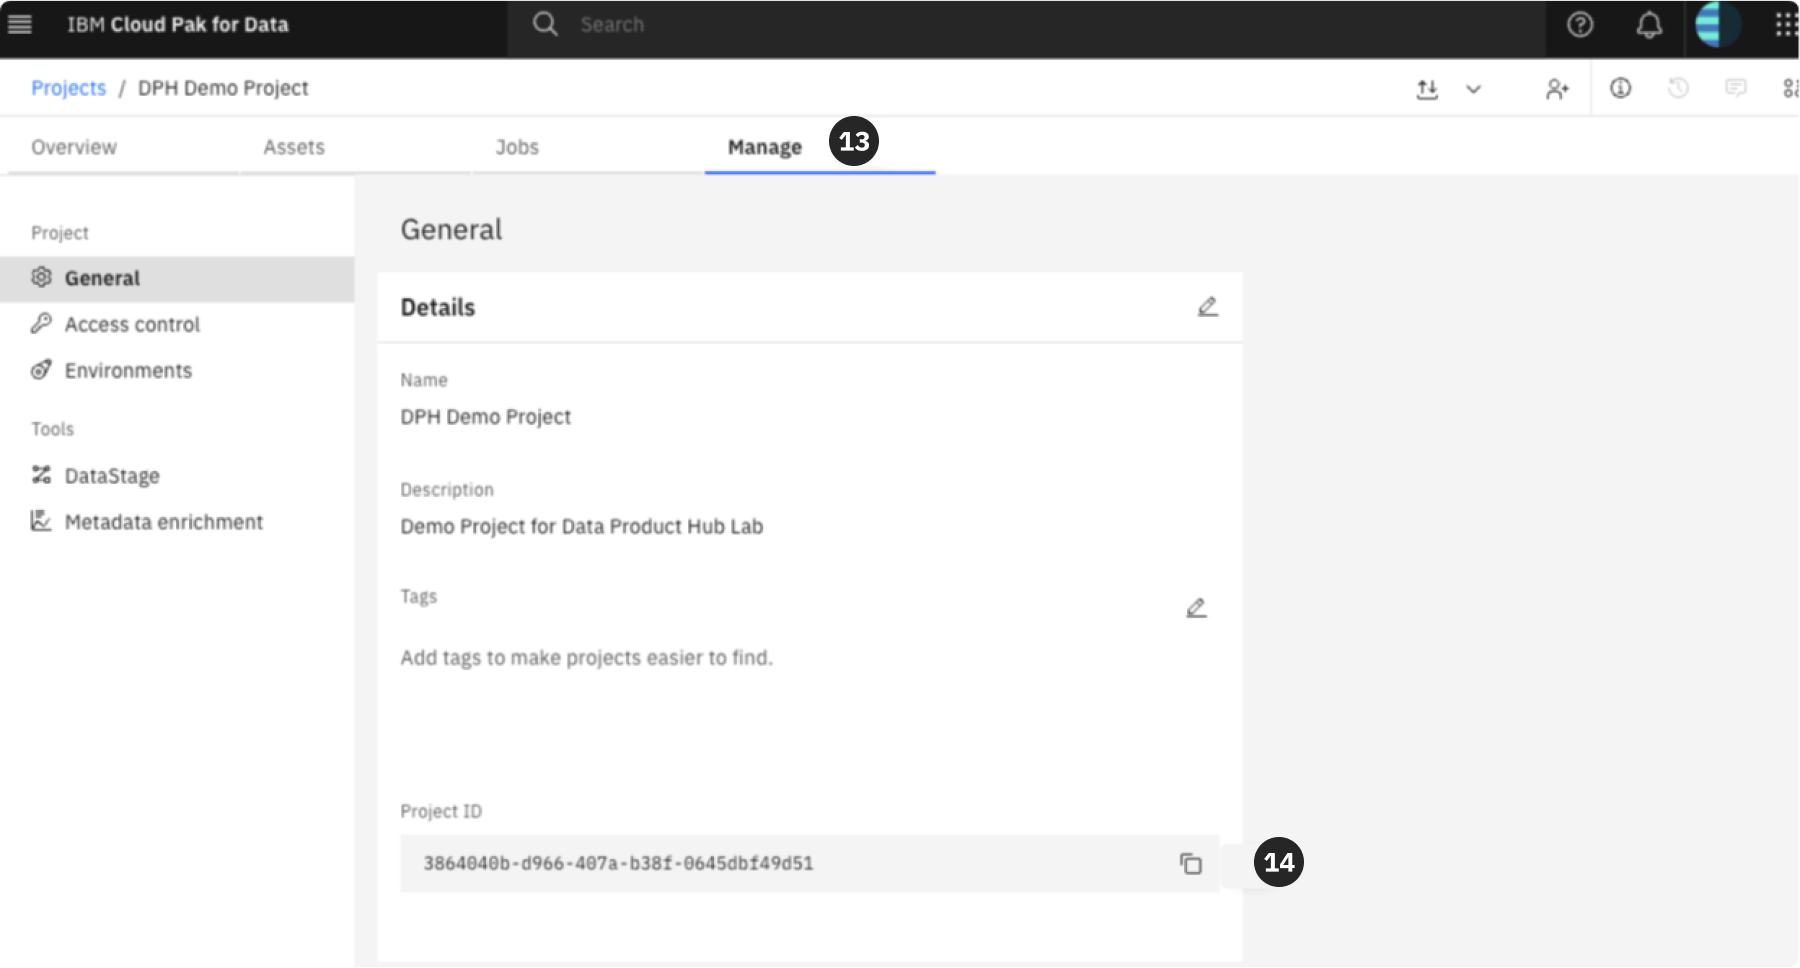 IBM Cloud Pak for Data
Search
Projects / DPH Demo Project
Overview
Assets
Jobs
Manage
13
Project
General
Access control
Environments
Tools
DataStage
Metadata enrichment
General
Details
Name
DPH Demo Project
Description
Demo Project for Data Product Hub Lab
Tags
Add tags to make projects easier to find.
Project ID
3864040b-d966-407a-b38f-0645dbf49d51
14